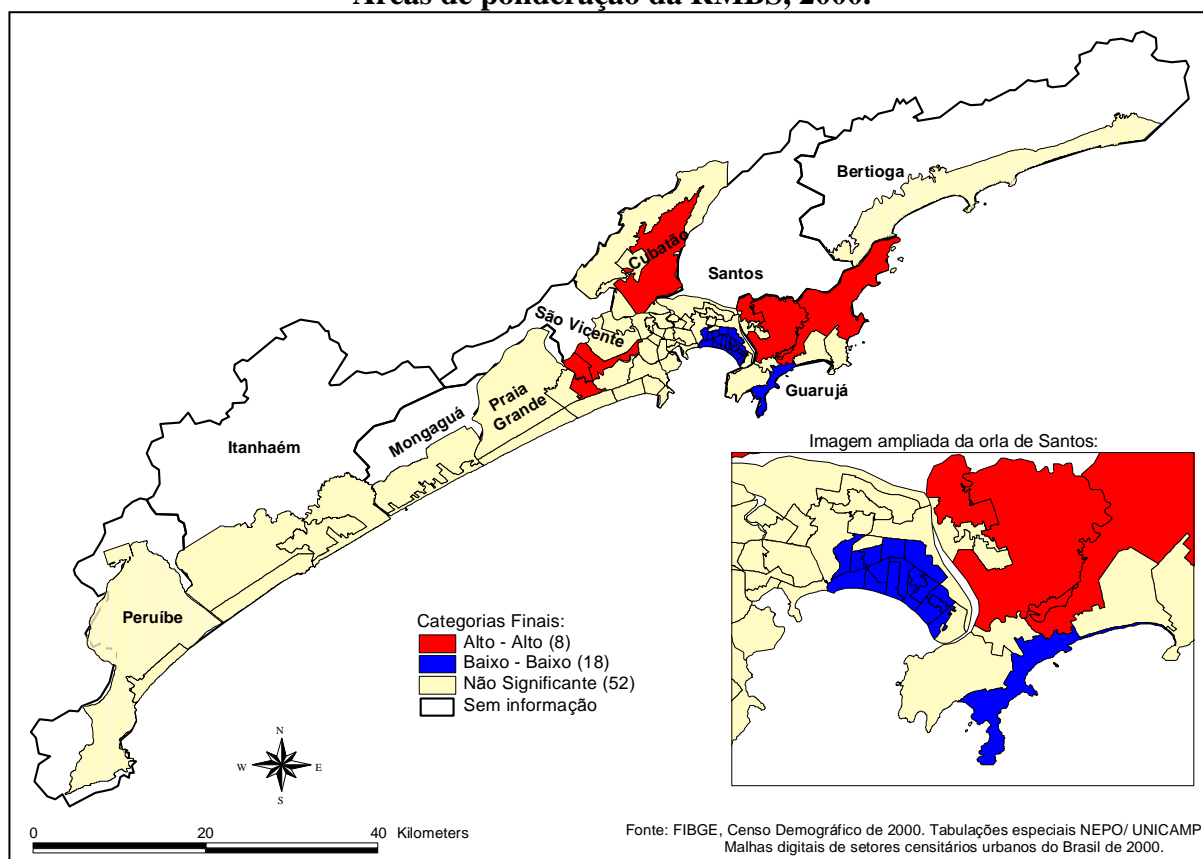 Áreas de ponderação da RMBS, 2000.
Bertioga
Cubatão
Santos
São Vicente
Guarujá
Praia
Grande
Mongaguá
Itanhaém
Peruíbe
Imagem ampliada da orla de Santos:
Categorias Finais:
Alto - Alto (8)
Baixo - Baixo (18)
Não Significante (52)
Sem informação
N
W
E
S
0 20 40 Kilometers
Fonte: FIBGE, Censo Demográfico de 2000. Tabulações especiais NEPO/ UNICAMP
Malhas digitais de setores censitários urbanos do Brasil de 2000.